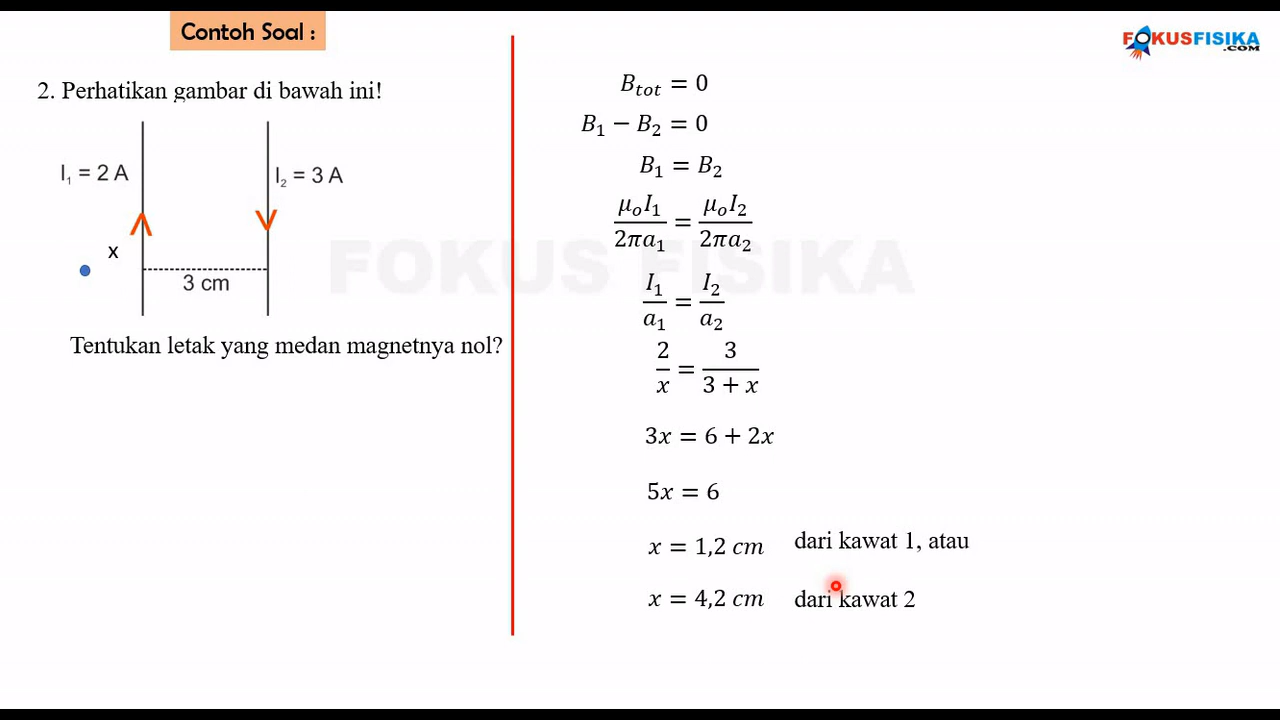 Contoh Soal :
FOKUSFISIKA
.COM
2. Perhatikan gambar di bawah ini!
I₁ = 2 A
I₂ = 3 A
x
3 cm
Tentukan letak yang medan magnetnya nol?
FOKUS FISIKA
B_tot = 0
B₁ − B₂ = 0
B₁ = B₂
μₒI₁/2πa₁ = μₒI₂/2πa₂
I₁/a₁ = I₂/a₂
2/x = 3/(3 + x)
3x = 6 + 2x
5x = 6
x = 1,2 cm dari kawat 1, atau
x = 4,2 cm dari kawat 2